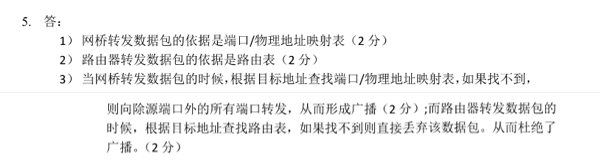 5. 答：
1） 网桥转发数据包的依据是端口/物理地址映射表（2 分）
2） 路由器转发数据包的依据是路由表（2 分）
3） 当网桥转发数据包的时候，根据目标地址查找端口/物理地址映射表，如果找不到，
则向除源端口外的所有端口转发，从而形成广播（2 分）;而路由器转发数据包的
时候，根据目标地址查找路由表，如果找不到则直接丢弃该数据包。从而杜绝了
广播。（2 分）